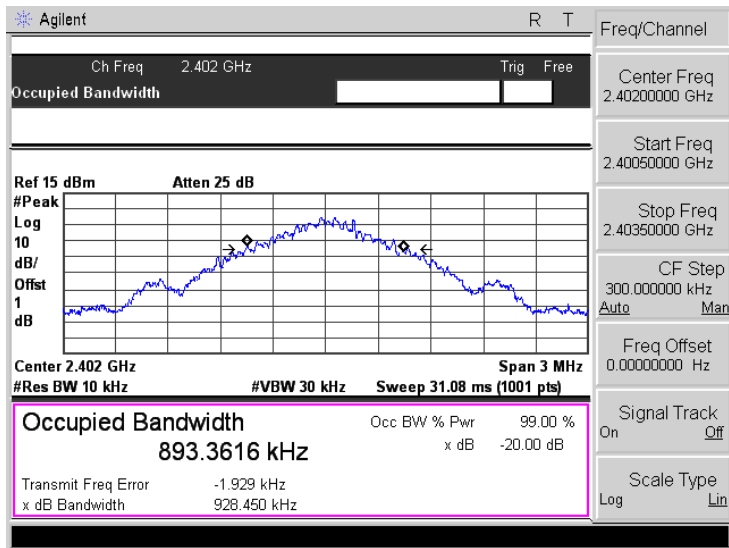 Agilent R T
Ch Freq 2.402 GHz Trig Free
Occupied Bandwidth
Ref 15 dBm Atten 25 dB
#Peak
Log
10
dB/
Offst
1
dB
Center 2.402 GHz Span 3 MHz
#Res BW 10 kHz #VBW 30 kHz Sweep 31.08 ms (1001 pts)
Occupied Bandwidth Occ BW % Pwr 99.00 %
893.3616 kHz x dB -20.00 dB
Transmit Freq Error -1.929 kHz
x dB Bandwidth 928.450 kHz
Freq/Channel
Center Freq
2.40200000 GHz
Start Freq
2.40050000 GHz
Stop Freq
2.40350000 GHz
CF Step
300.000000 kHz
Auto Man
Freq Offset
0.00000000 Hz
Signal Track
On Off
Scale Type
Log Lin